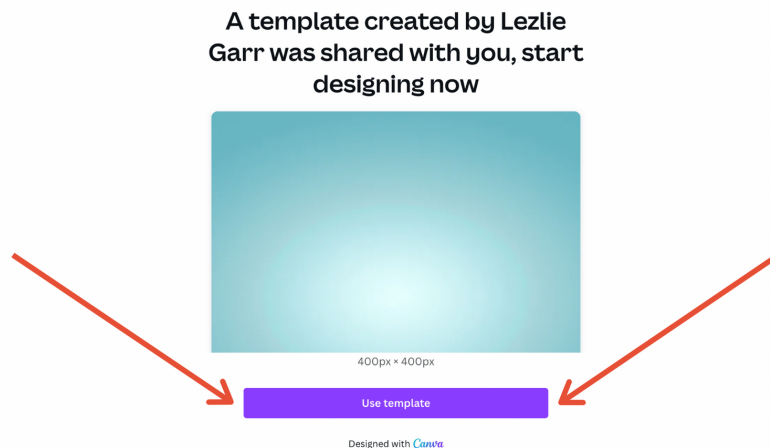 A template created by Lezlie
Garr was shared with you, start
designing now
400px × 400px
Use template
Designed with Canva